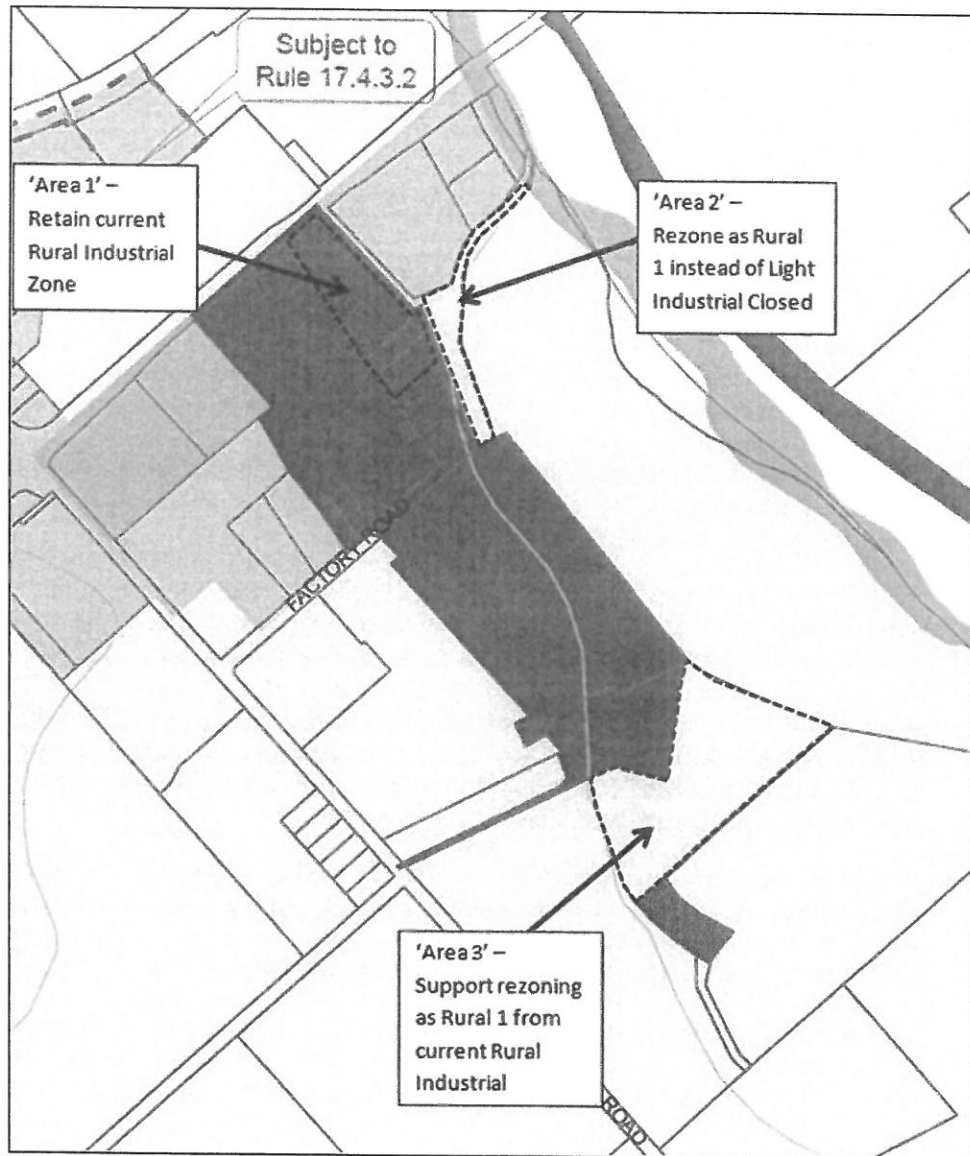 Subject to
Rule 17.4.3.2
'Area 1' –
Retain current
Rural Industrial
Zone
'Area 2' –
Rezone as Rural
1 instead of Light
Industrial Closed
FACTORY ROAD
'Area 3' –
Support rezoning
as Rural 1 from
current Rural
Industrial
ROAD